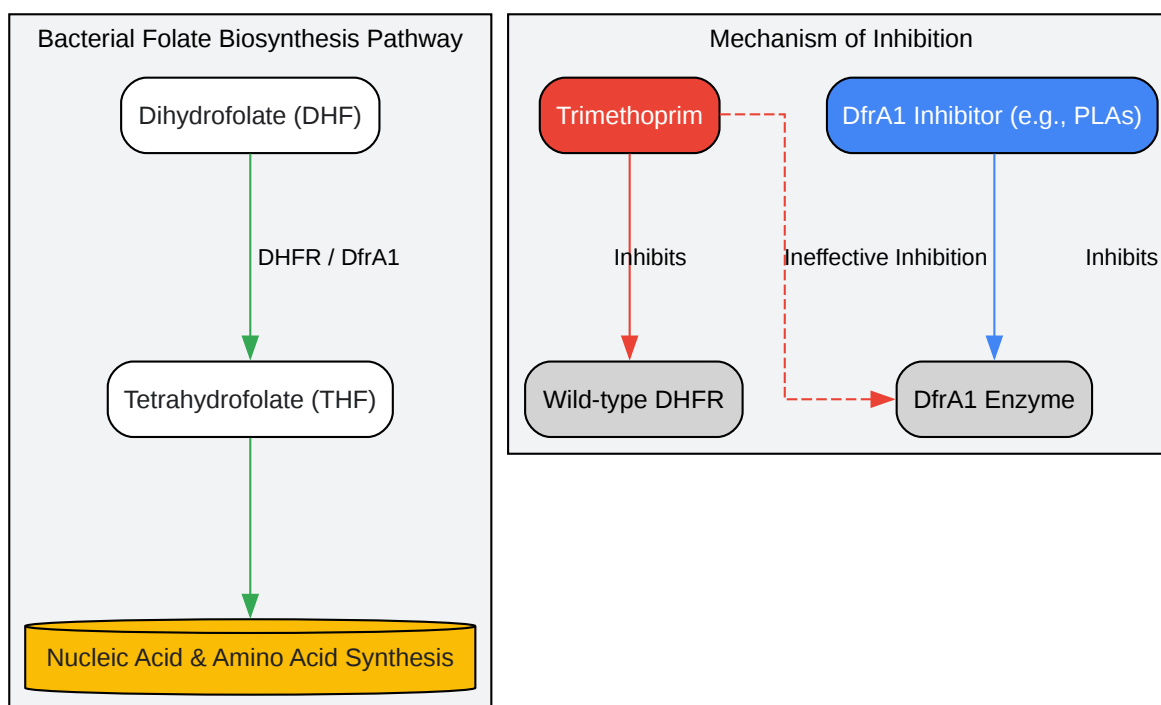 Bacterial Folate Biosynthesis Pathway
Dihydrofolate (DHF)
DHFR / DfrA1
Tetrahydrofolate (THF)
Nucleic Acid & Amino Acid Synthesis
Mechanism of Inhibition
Trimethoprim
DfrA1 Inhibitor (e.g., PLAs)
Inhibits
Ineffective Inhibition
Inhibits
Wild-type DHFR
DfrA1 Enzyme